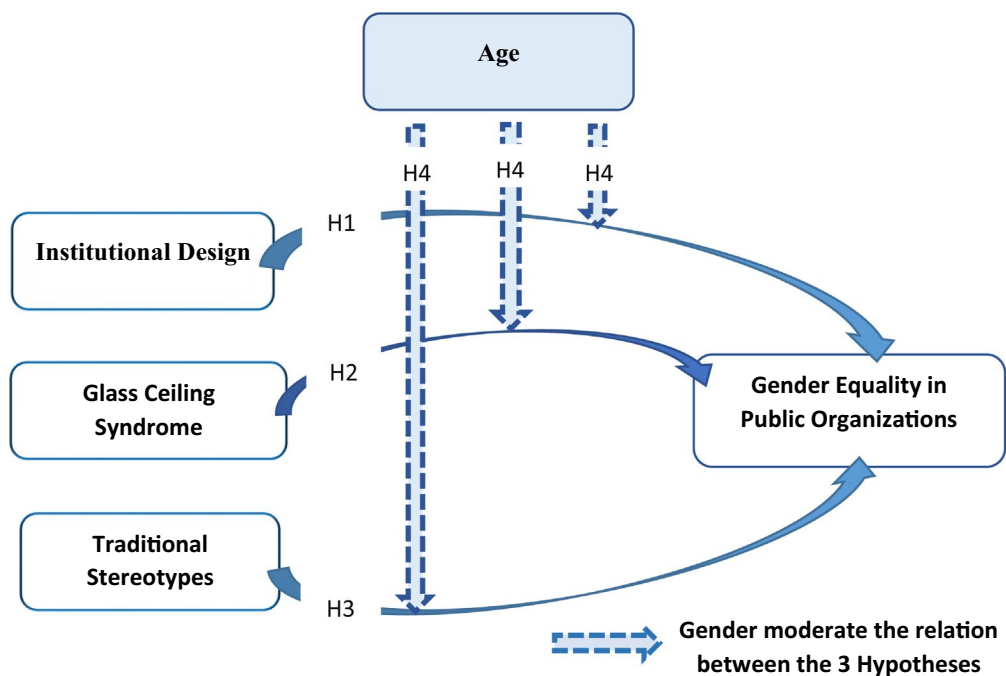 Age
H4
H4
H4
H1
Institutional Design
H2
Glass Ceiling
Syndrome
Gender Equality in
Public Organizations
Traditional
Stereotypes
H3
Gender moderate the relation
between the 3 Hypotheses